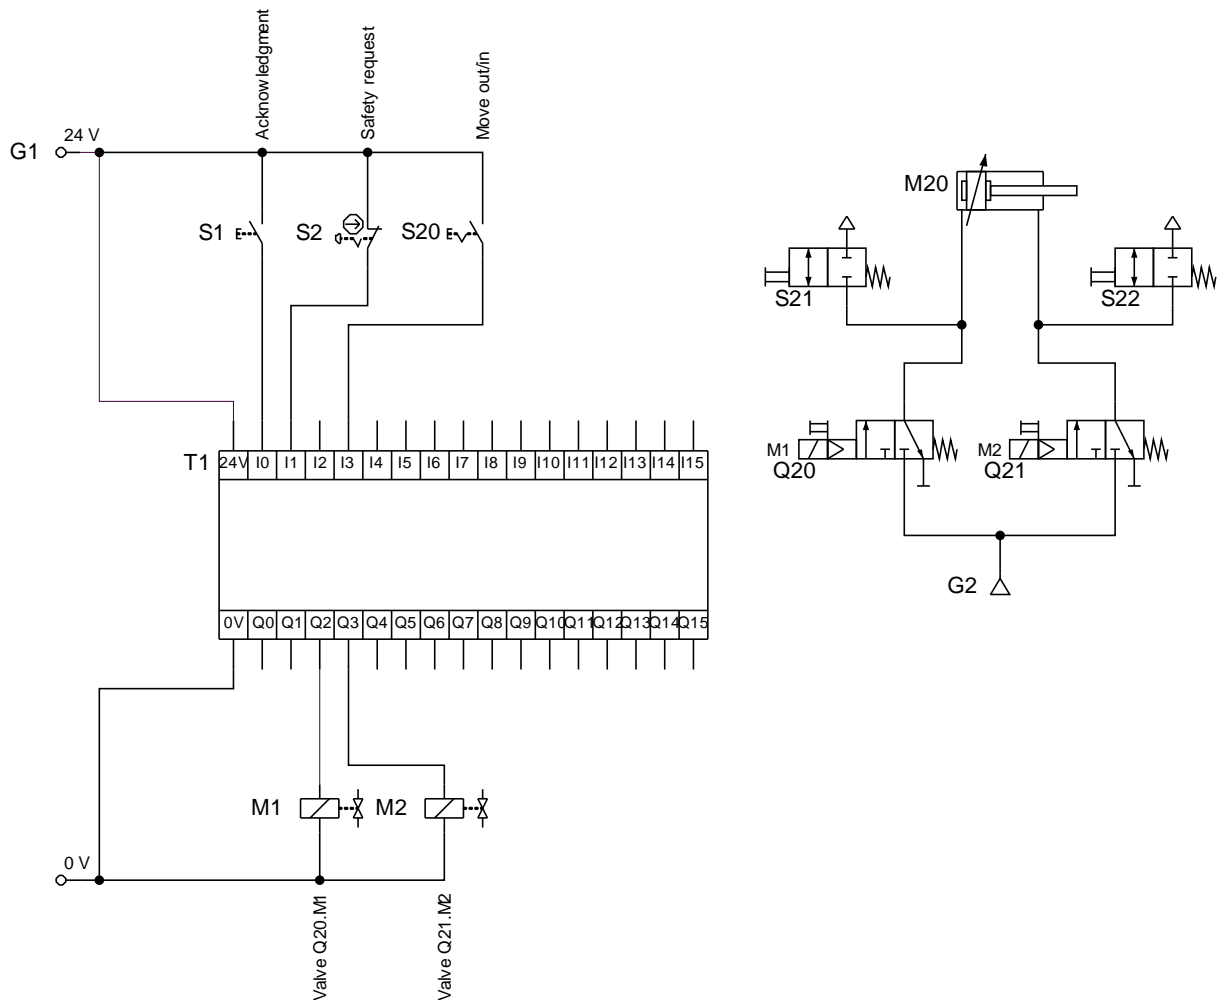 Acknowledgment
Safety request
Move out/in
24 V
G1
S1
S2
S20
M20
S21
S22
T1
24V I0 I1 I2 I3 I4 I5 I6 I7 I8 I9 I10 I11 I12 I13 I14 I15
M1
Q20
M2
Q21
G2
0V Q0 Q1 Q2 Q3 Q4 Q5 Q6 Q7 Q8 Q9 Q10 Q11 Q12 Q13 Q14 Q15
M1
M2
0 V
Valve Q20.M1
Valve Q21.M2